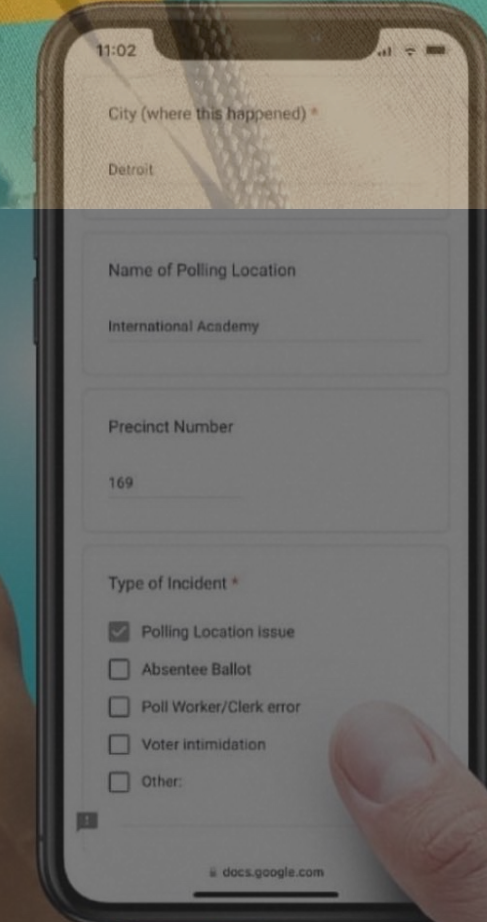 11:02
City (where this happened) *
Detroit
Name of Polling Location
International Academy
Precinct Number
169
Type of Incident *
Polling Location issue
Absentee Ballot
Poll Worker/Clerk error
Voter intimidation
Other:
docs.google.com